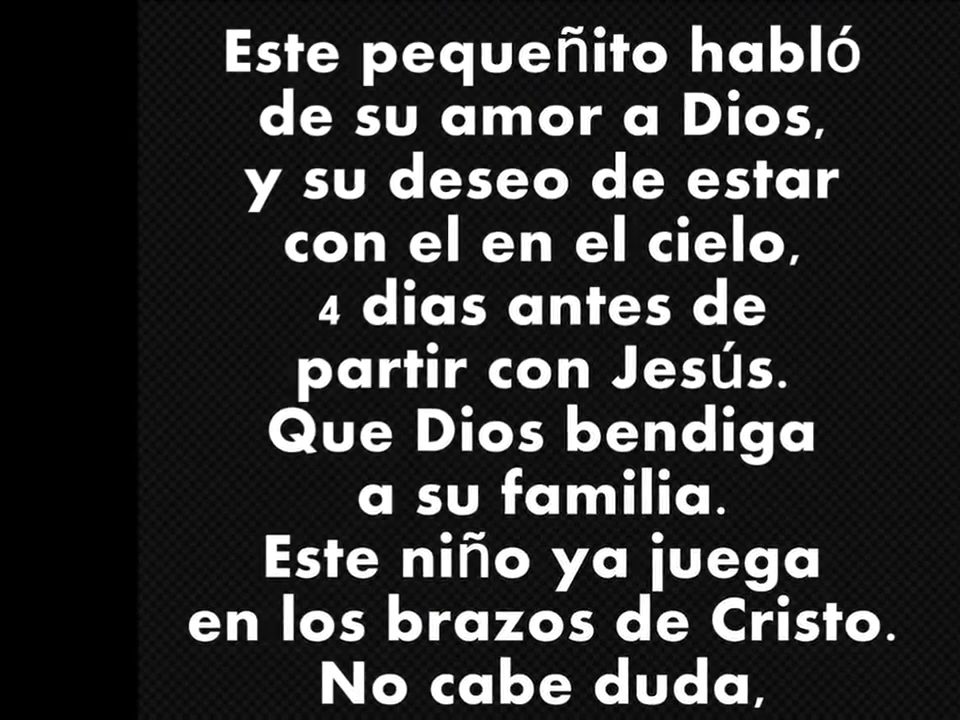 Este pequeñito habló
de su amor a Dios,
y su deseo de estar
con el en el cielo,
4 dias antes de
partir con Jesús.
Que Dios bendiga
a su familia.
Este niño ya juega
en los brazos de Cristo.
No cabe duda,